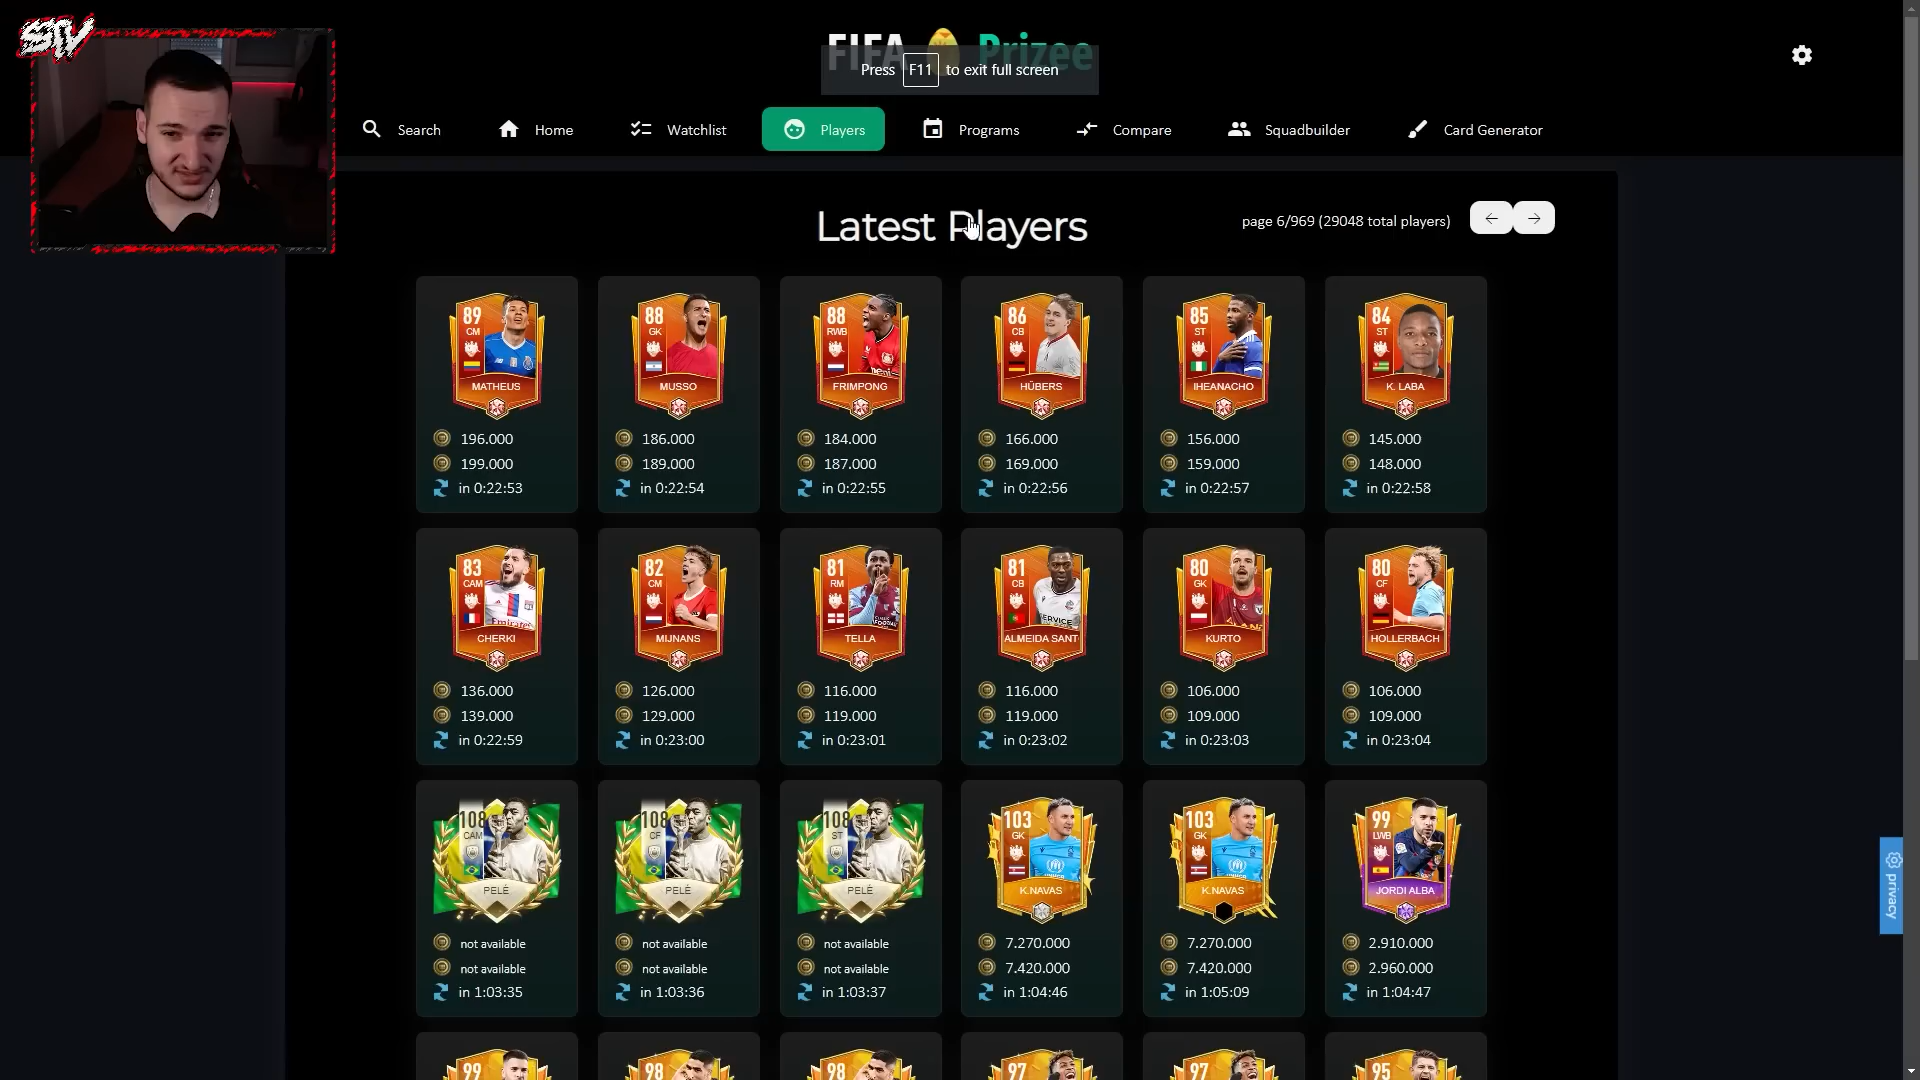 STV
FIFA Prizee
Press F11 to exit full screen
Search Home Watchlist Players Programs Compare Squadbuilder Card Generator
Latest Players
page 6/969 (29048 total players)
89 88 88 86 85 84
CM GK RWB CB ST ST
MATHEUS MUSSO FRIMPONG HÜBERS IHEANACHO K. LABA
196.000 186.000 184.000 166.000 156.000 145.000
199.000 189.000 187.000 169.000 159.000 148.000
in 0:22:53 in 0:22:54 in 0:22:55 in 0:22:56 in 0:22:57 in 0:22:58
83 82 81 81 80 80
CAM CM RM CB GK CF
CHERKI MIJNANS TELLA ALMEIDA SANT KURTO HOLLERBACH
136.000 126.000 116.000 116.000 106.000 106.000
139.000 129.000 119.000 119.000 109.000 109.000
in 0:22:59 in 0:23:00 in 0:23:01 in 0:23:02 in 0:23:03 in 0:23:04
108 108 108 103 103 99
CAM CF ST GK GK LWB
PELÉ PELÉ PELÉ K.NAVAS K.NAVAS JORDI ALBA
not available not available not available 7.270.000 7.270.000 2.910.000
not available not available not available 7.420.000 7.420.000 2.960.000
in 1:03:35 in 1:03:36 in 1:03:37 in 1:04:46 in 1:05:09 in 1:04:47
99 98 98 97 97 95
privacy